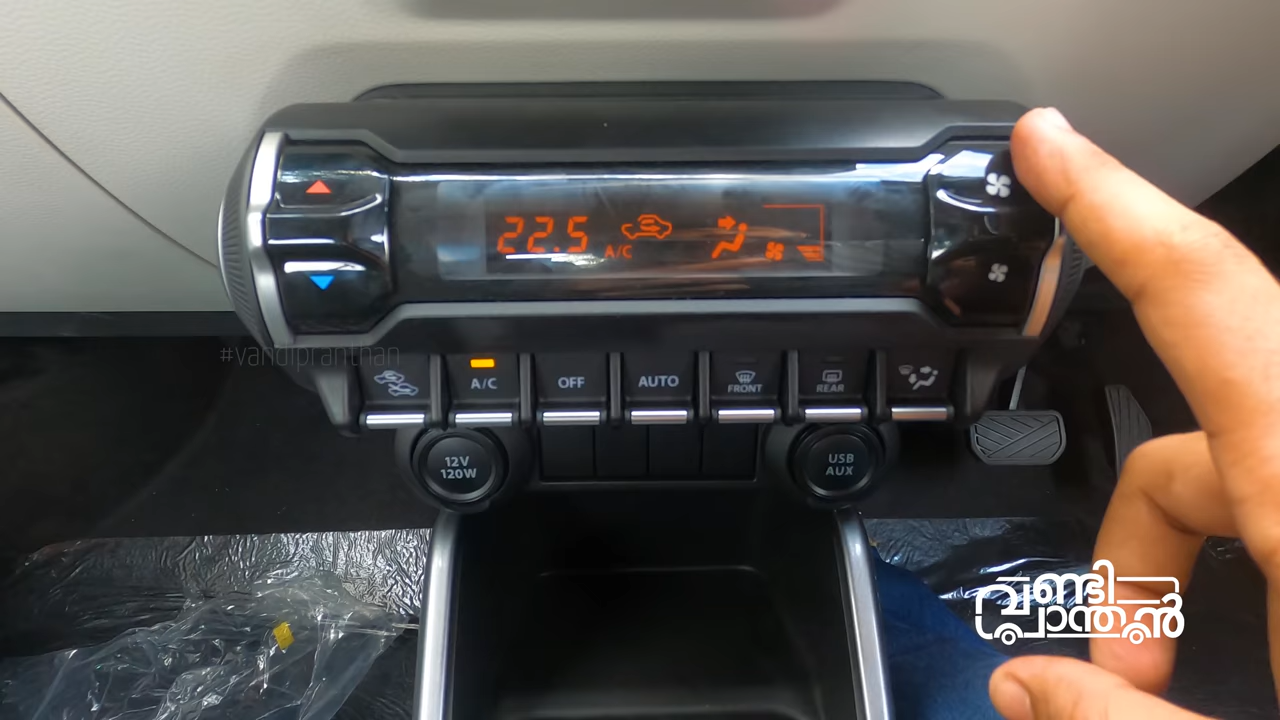 22.5
A/C
#vandipranthan
A/C
OFF
AUTO
FRONT
REAR
12V
120W
USB
AUX
വണ്ടി
പ്രാന്തൻ